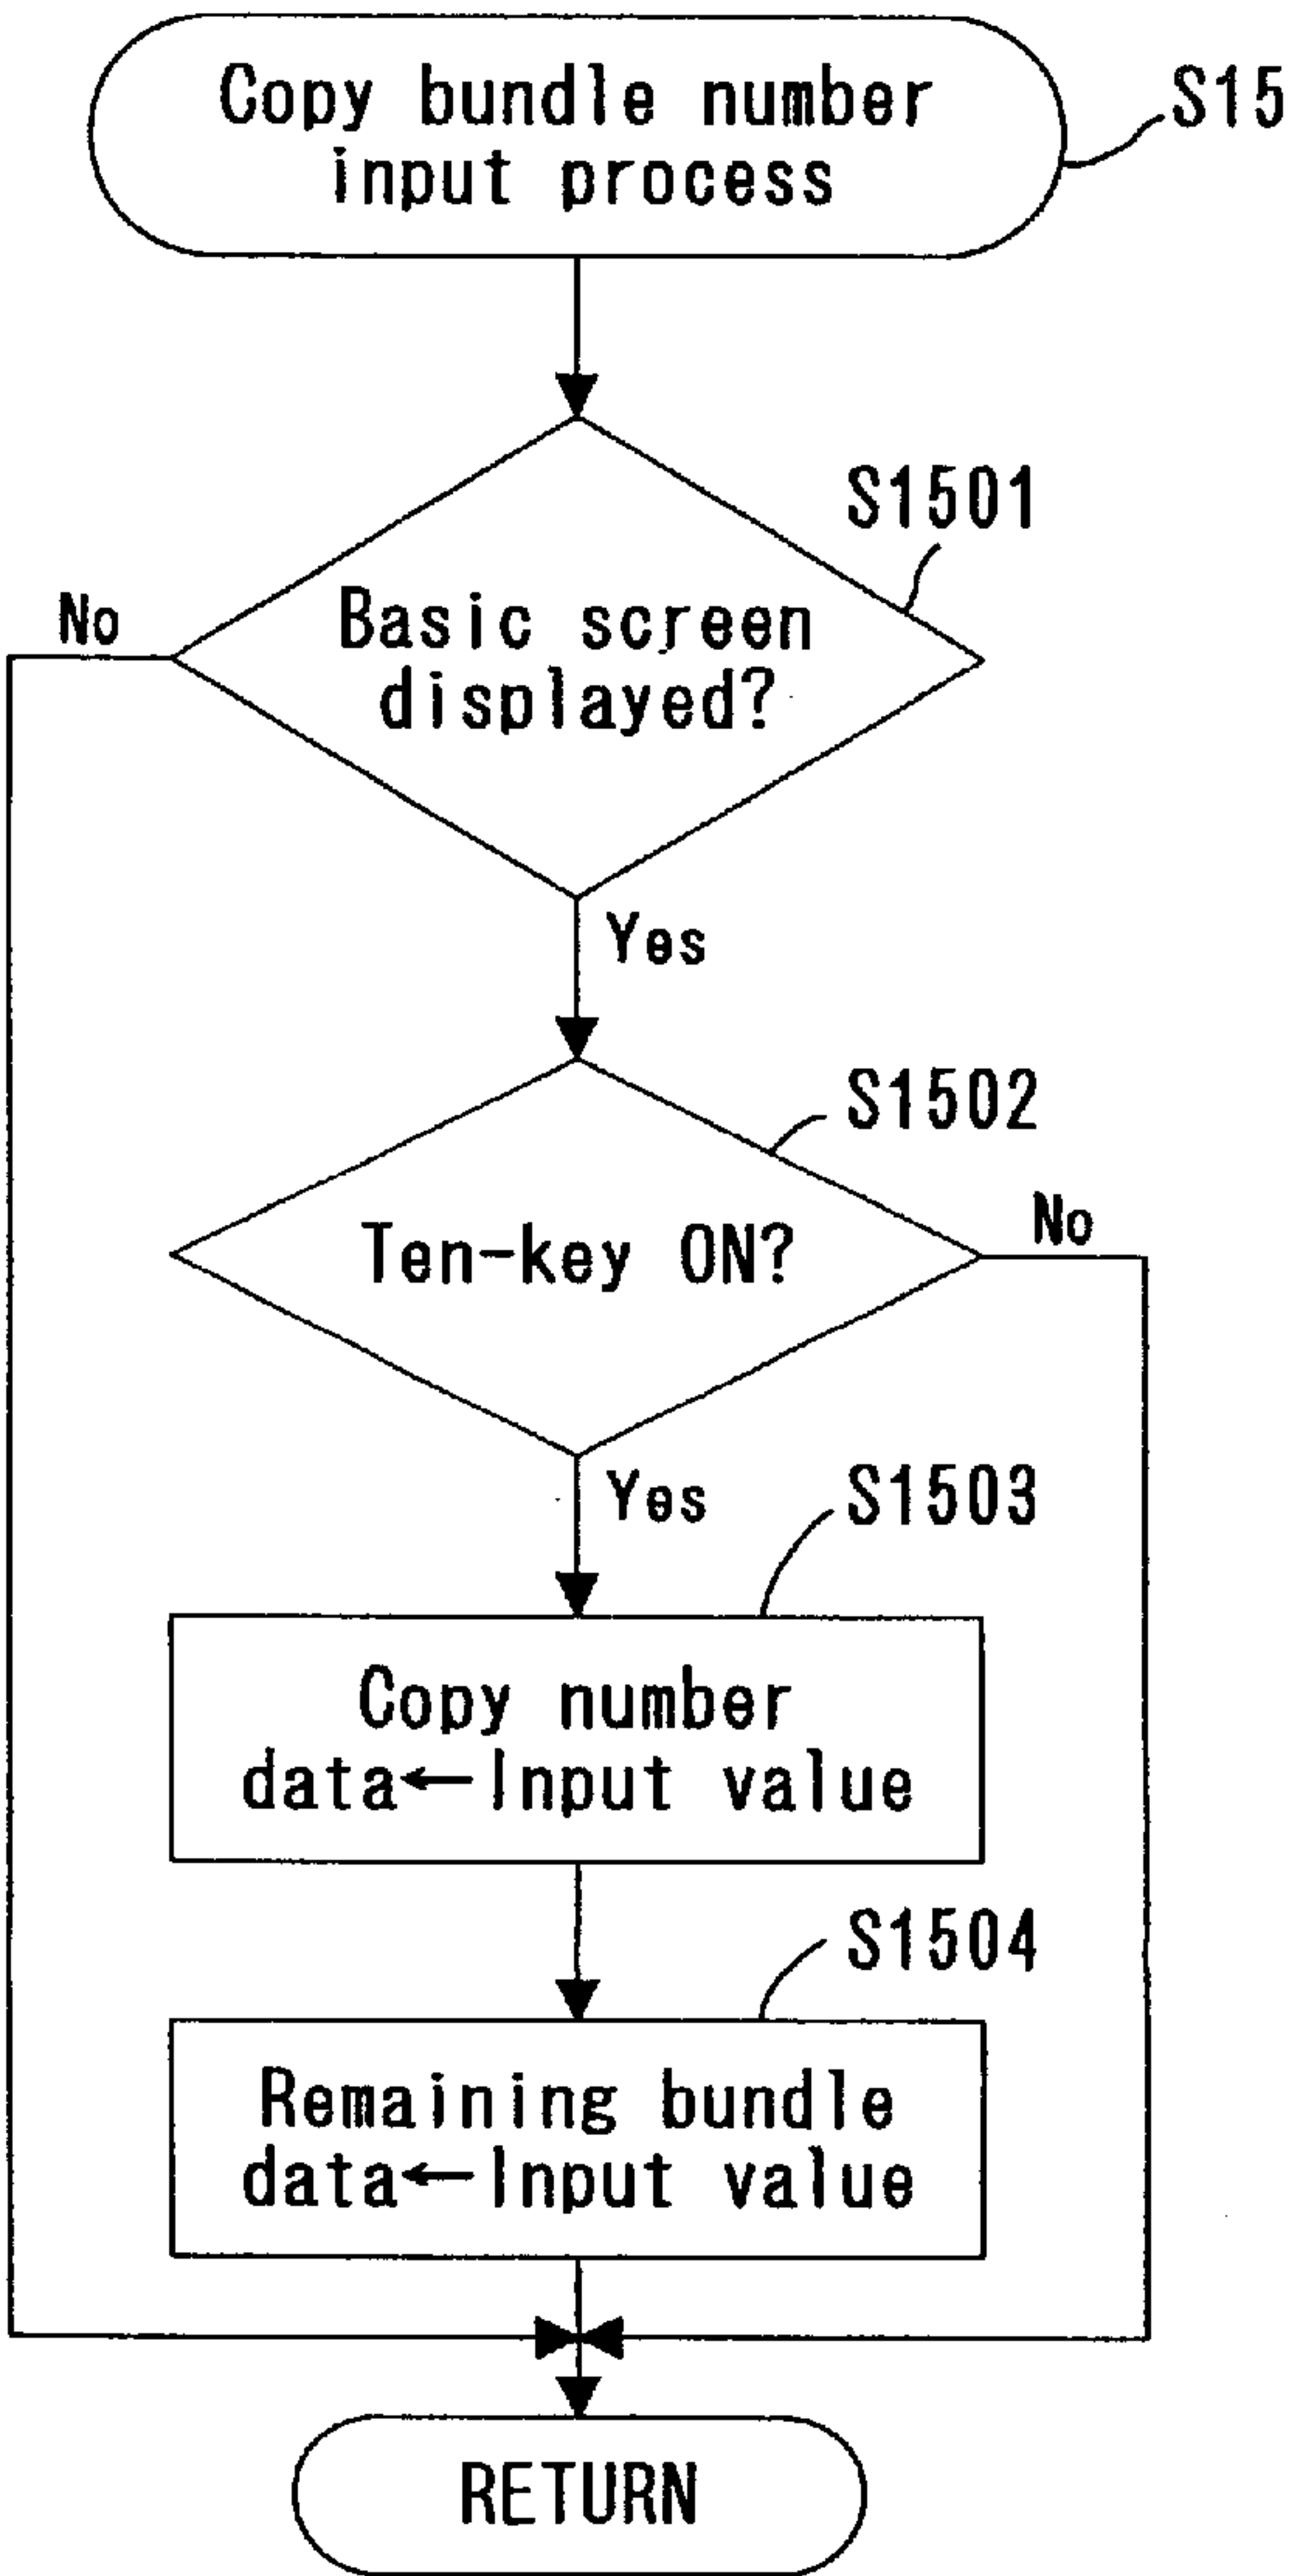 Copy bundle number
input process
S15
S1501
No
Basic screen
displayed?
Yes
S1502
No
Ten-key ON?
Yes
S1503
Copy number
data←Input value
S1504
Remaining bundle
data←Input value
RETURN